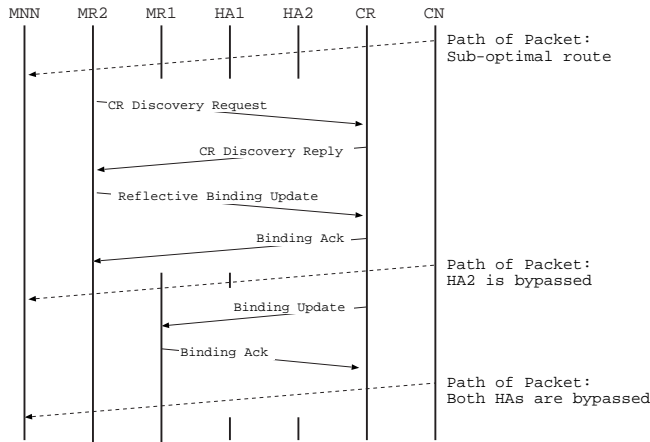 MNN MR2 MR1 HA1 HA2 CR CN
Path of Packet:
Sub-optimal route
CR Discovery Request
CR Discovery Reply
Reflective Binding Update
Binding Ack
Path of Packet:
HA2 is bypassed
Binding Update
Binding Ack
Path of Packet:
Both HAs are bypassed